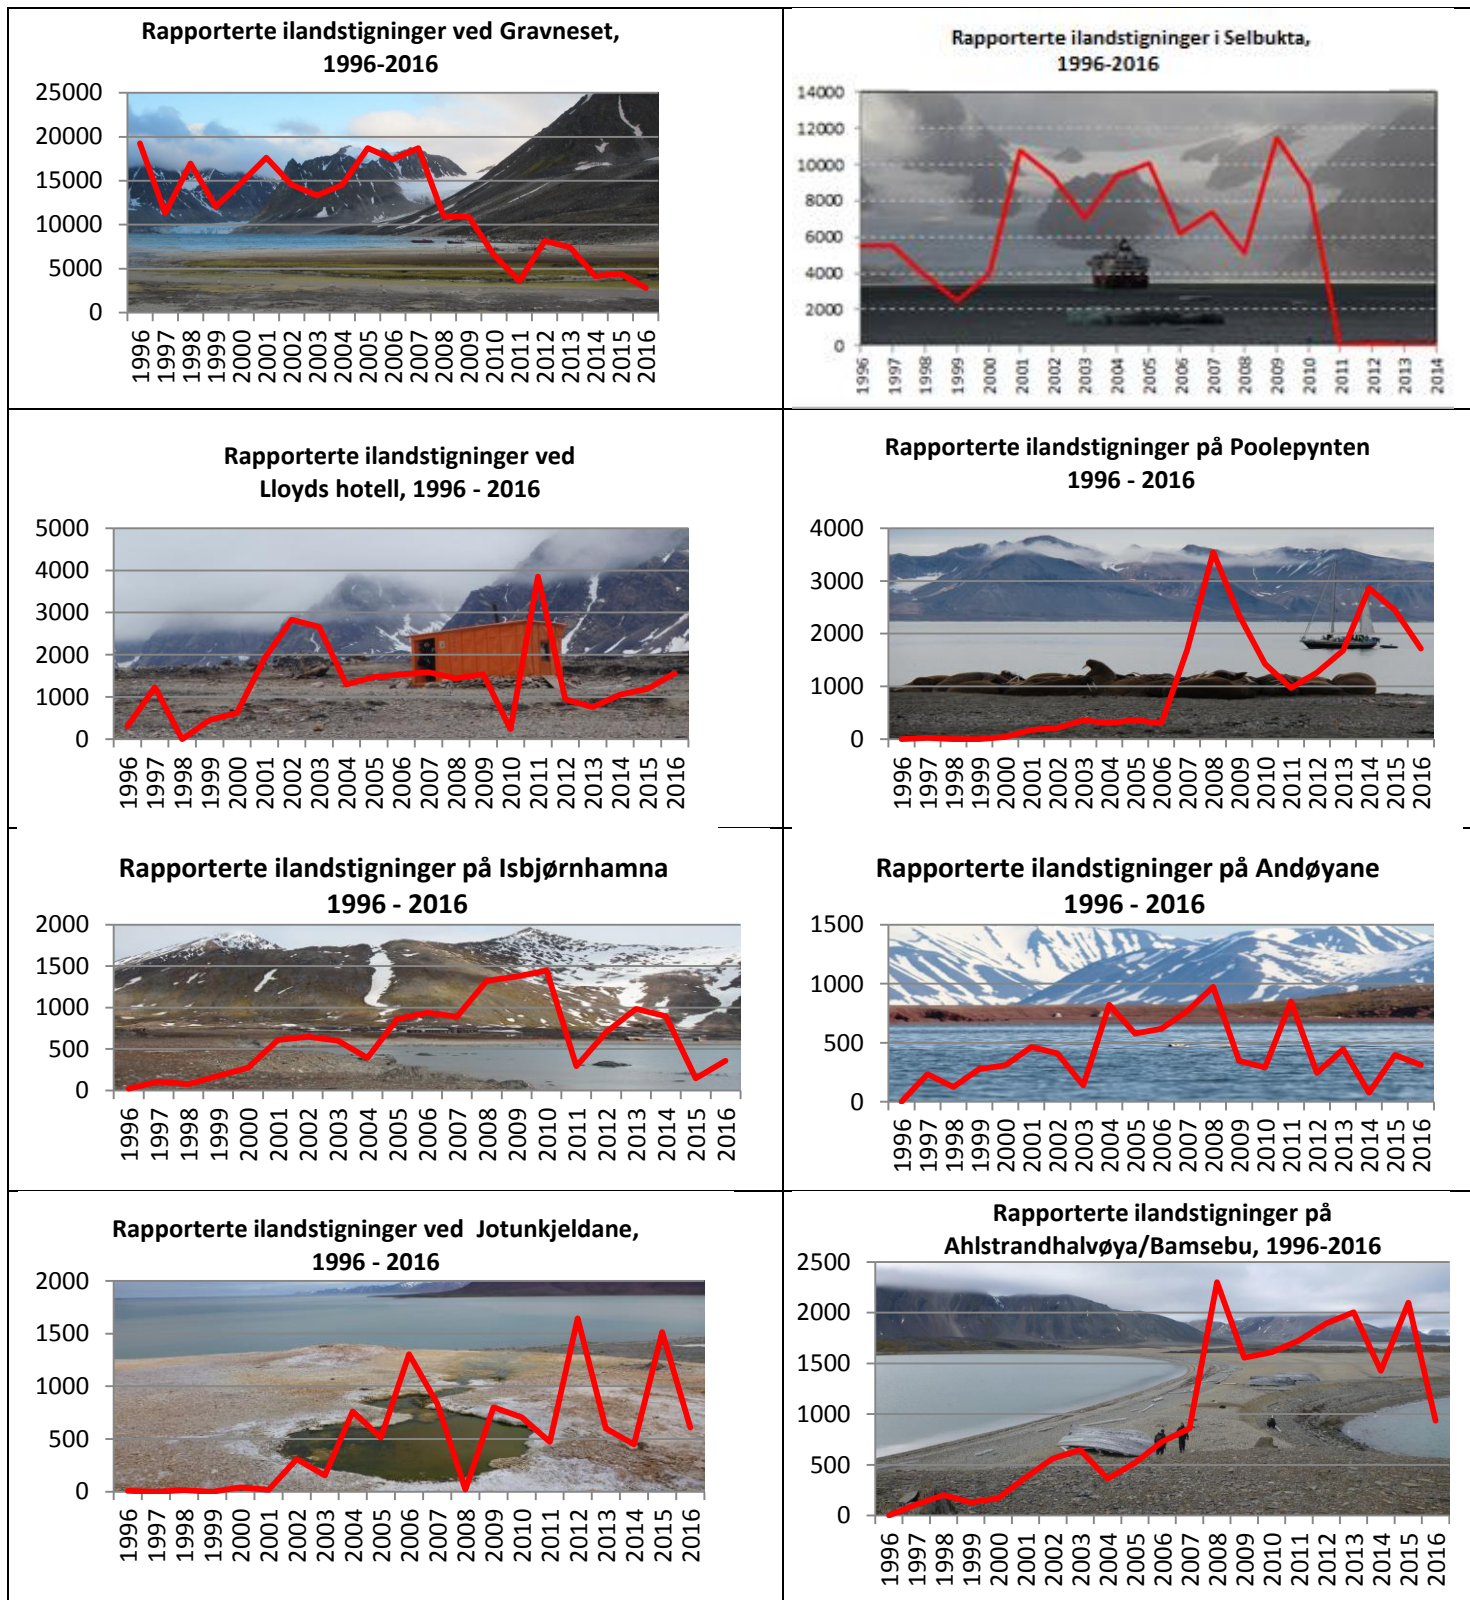 Rapporterte ilandstigninger ved Gravneset,
1996-2016
25000
20000
15000
10000
5000
0
1996 1997 1998 1999 2000 2001 2002 2003 2004 2005 2006 2007 2008 2009 2010 2011 2012 2013 2014 2015 2016
Rapporterte ilandstigninger i Selbukta,
1996-2016
14000
12000
10000
8000
6000
4000
2000
0
1996 1997 1998 1999 2000 2001 2002 2003 2004 2005 2006 2007 2008 2009 2010 2011 2012 2013 2014
Rapporterte ilandstigninger ved
Lloyds hotell, 1996 - 2016
5000
4000
3000
2000
1000
0
1996 1997 1998 1999 2000 2001 2002 2003 2004 2005 2006 2007 2008 2009 2010 2011 2012 2013 2014 2015 2016
Rapporterte ilandstigninger på Poolepynten
1996 - 2016
4000
3000
2000
1000
0
1996 1997 1998 1999 2000 2001 2002 2003 2004 2005 2006 2007 2008 2009 2010 2011 2012 2013 2014 2015 2016
Rapporterte ilandstigninger på Isbjørnhamna
1996 - 2016
2000
1500
1000
500
0
1996 1997 1998 1999 2000 2001 2002 2003 2004 2005 2006 2007 2008 2009 2010 2011 2012 2013 2014 2015 2016
Rapporterte ilandstigninger på Andøyane
1996 - 2016
1500
1000
500
0
1996 1997 1998 1999 2000 2001 2002 2003 2004 2005 2006 2007 2008 2009 2010 2011 2012 2013 2014 2015 2016
Rapporterte ilandstigninger ved Jotunkjeldane,
1996 - 2016
2000
1500
1000
500
0
1996 1997 1998 1999 2000 2001 2002 2003 2004 2005 2006 2007 2008 2009 2010 2011 2012 2013 2014 2015 2016
Rapporterte ilandstigninger på
Ahlstrandhalvøya/Bamsebu, 1996-2016
2500
2000
1500
1000
500
0
1996 1997 1998 1999 2000 2001 2002 2003 2004 2005 2006 2007 2008 2009 2010 2011 2012 2013 2014 2015 2016